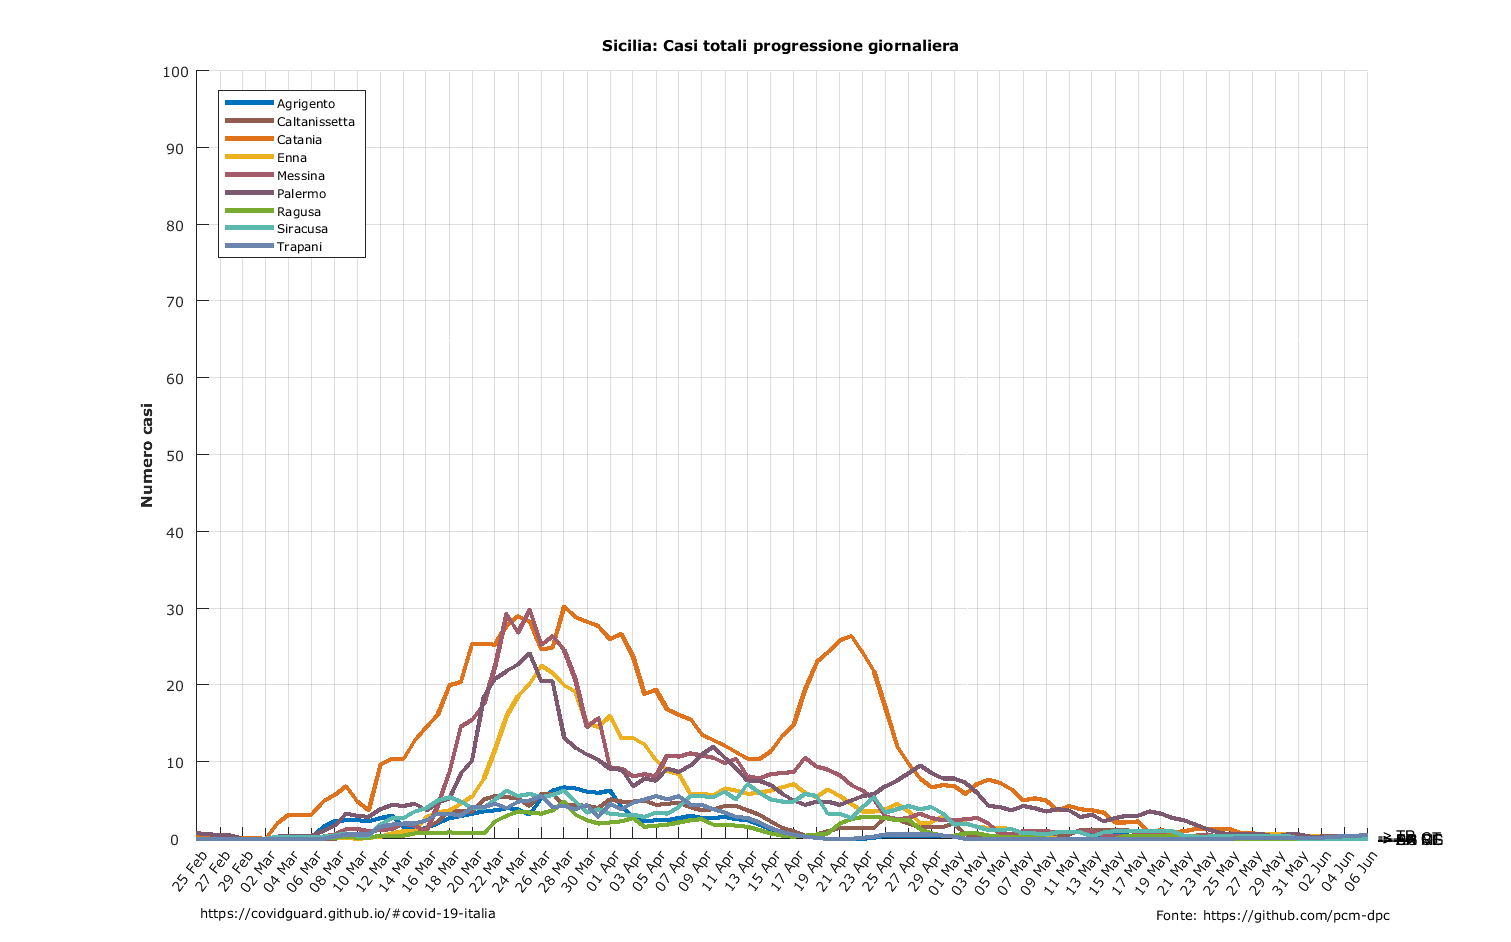 Sicilia: Casi totali progressione giornaliera
100
90
80
70
60
50
40
30
20
10
0
Numero casi
Agrigento
Caltanissetta
Catania
Enna
Messina
Palermo
Ragusa
Siracusa
Trapani
25 Feb
27 Feb
29 Feb
02 Mar
04 Mar
06 Mar
08 Mar
10 Mar
12 Mar
14 Mar
16 Mar
18 Mar
20 Mar
22 Mar
24 Mar
26 Mar
28 Mar
30 Mar
01 Apr
03 Apr
05 Apr
07 Apr
09 Apr
11 Apr
13 Apr
15 Apr
17 Apr
19 Apr
21 Apr
23 Apr
25 Apr
27 Apr
29 Apr
01 May
03 May
05 May
07 May
09 May
11 May
13 May
15 May
17 May
19 May
21 May
23 May
25 May
27 May
29 May
31 May
02 Jun
04 Jun
06 Jun
https://covidguard.github.io/#covid-19-italia
Fonte: https://github.com/pcm-dpc